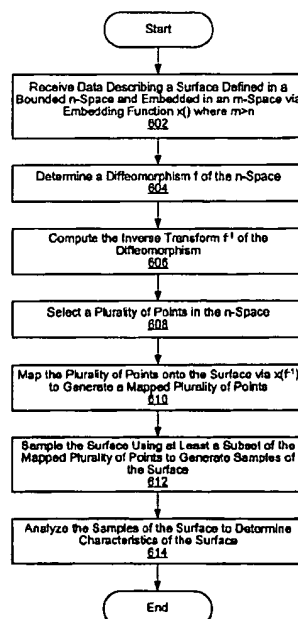 Start
Receive Data Describing a Surface Defined in a
Bounded n-Space and Embedded in an m-Space via
Embedding Function x() where m>n
602
Determine a Diffeomorphism f of the n-Space
604
Compute the Inverse Transform f⁻¹ of the
Diffeomorphism
606
Select a Plurality of Points in the n-Space
608
Map the Plurality of Points onto the Surface via x(f⁻¹)
to Generate a Mapped Plurality of Points
610
Sample the Surface Using at Least a Subset of the
Mapped Plurality of Points to Generate Samples of
the Surface
612
Analyze the Samples of the Surface to Determine
Characteristics of the Surface
614
End